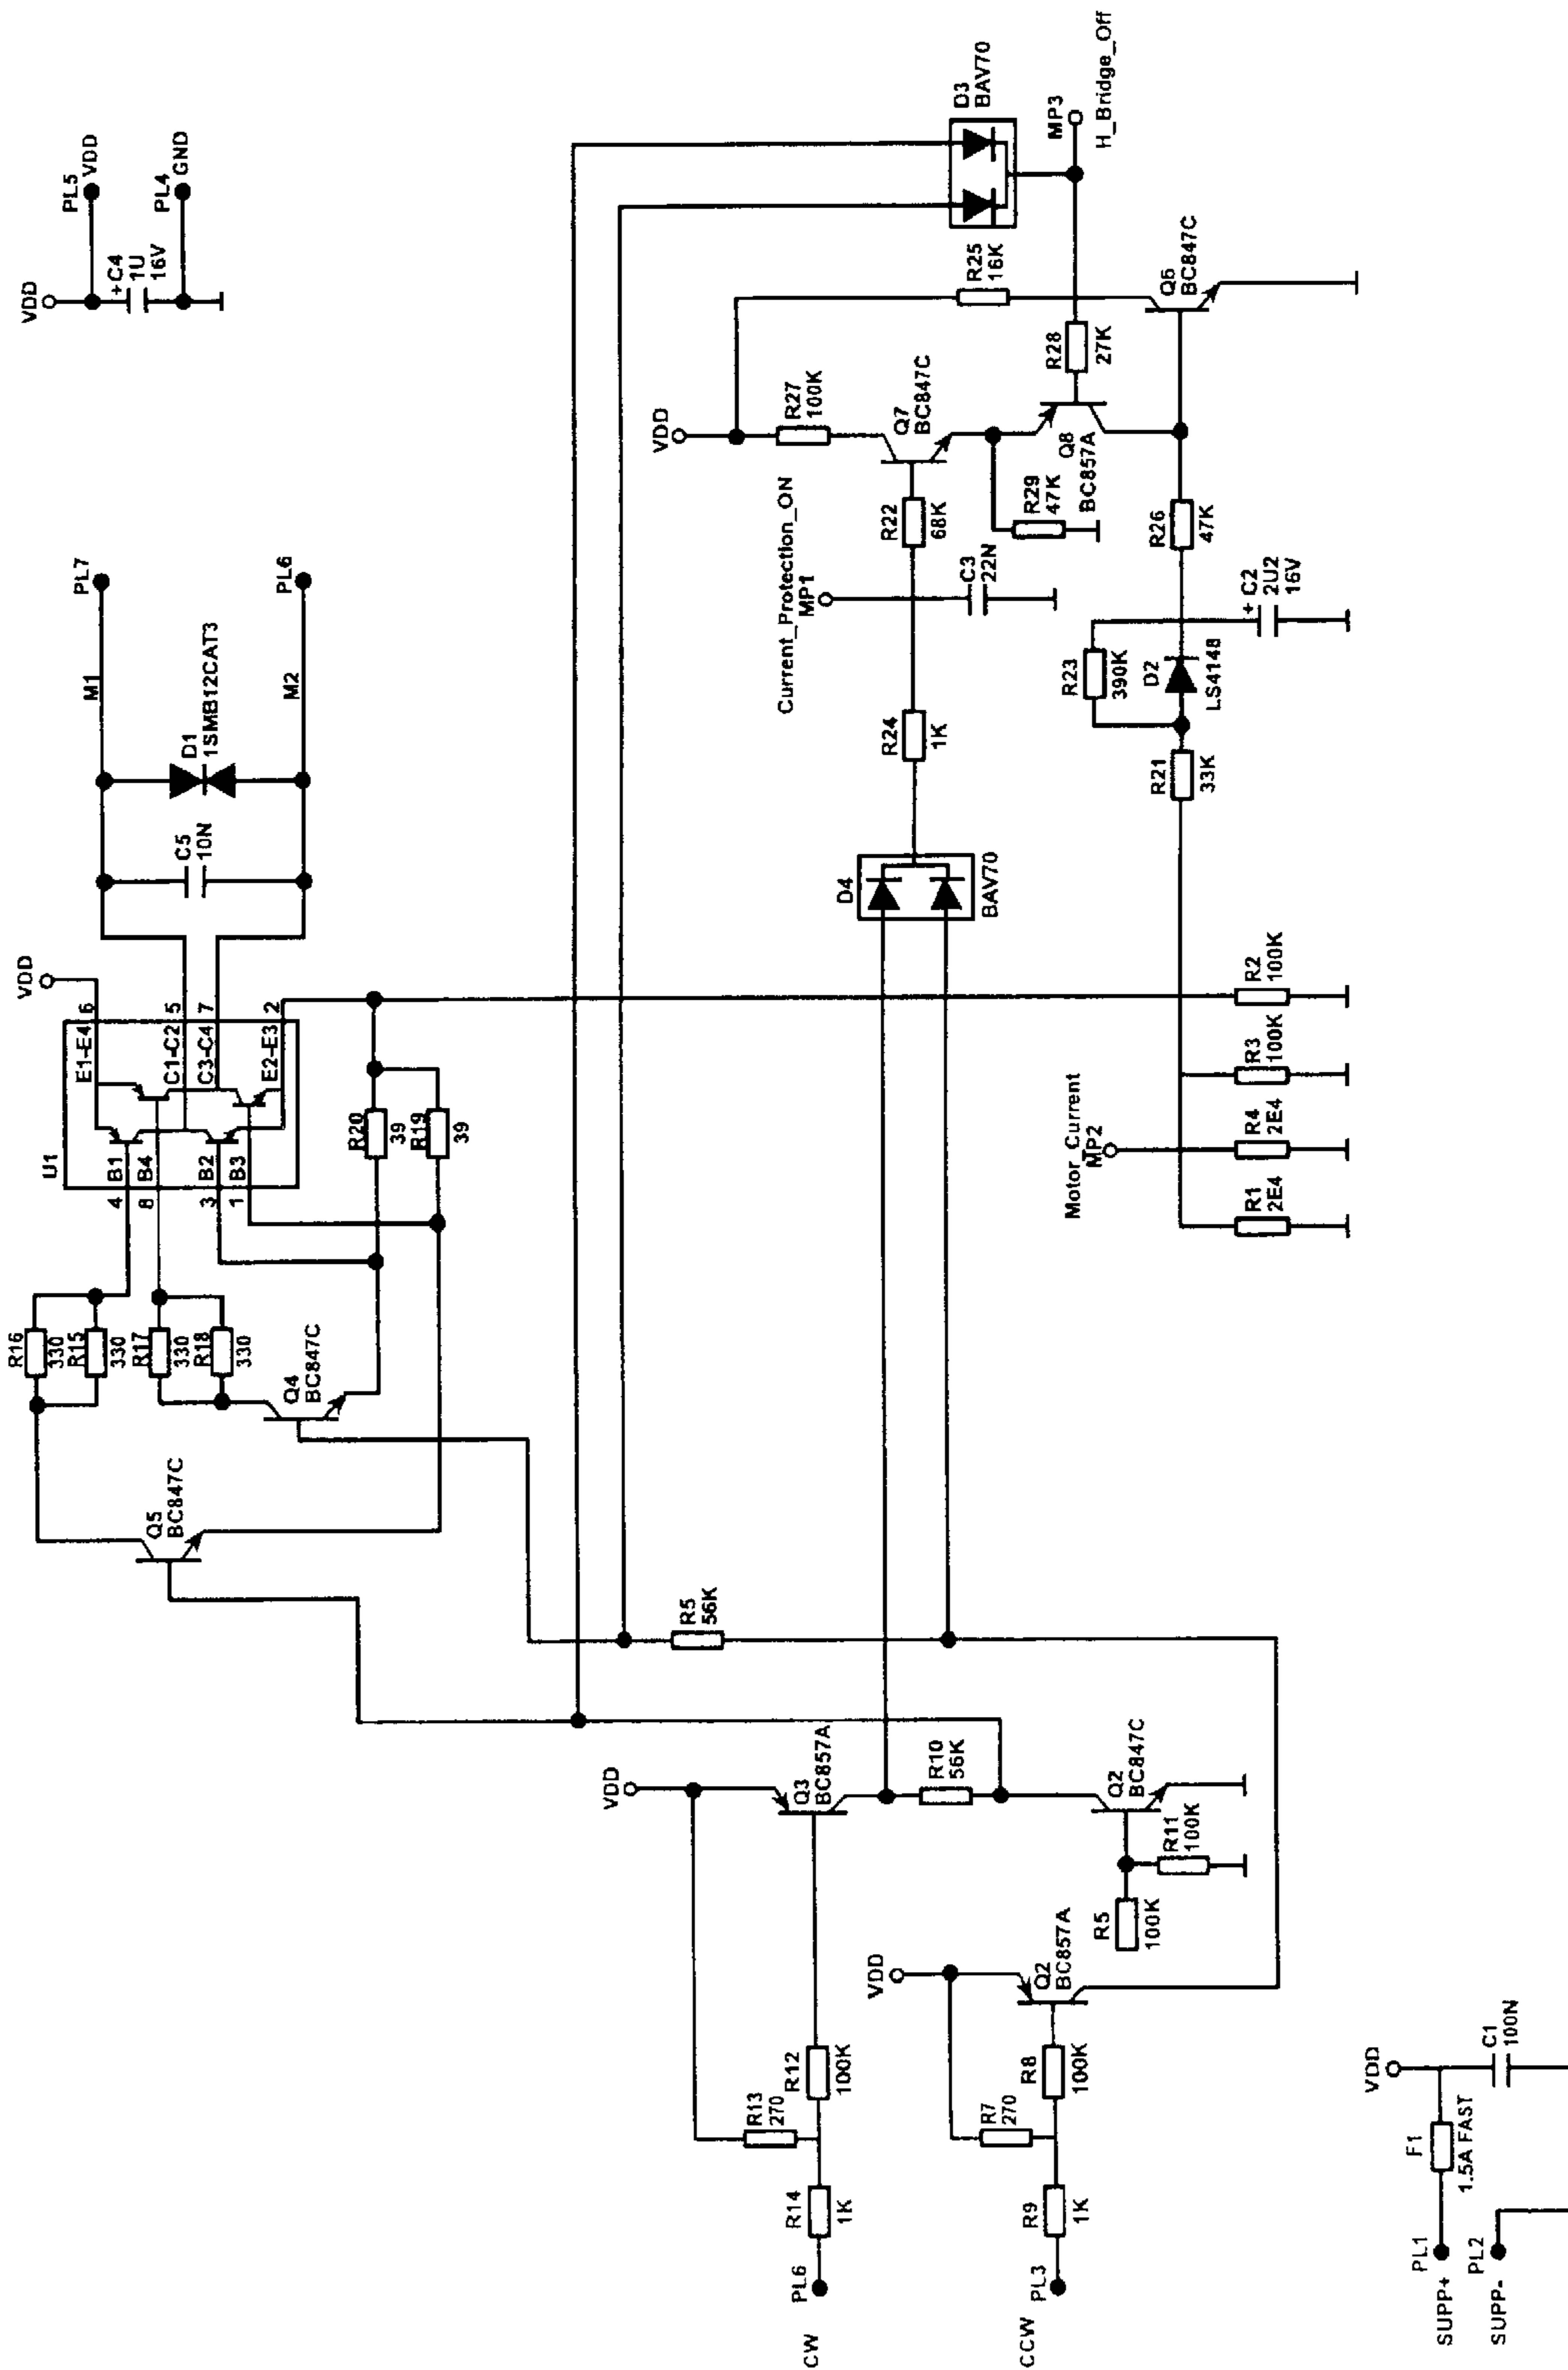 VDD
PL5
VDD
+C4
1U
16V
PL4
GND
PL7
M1
D1
1SMB12CAT3
C5
10N
M2
PL6
VDD
U1
E1-E4
6
C1-C2
5
C3-C4
7
E2-E3
2
4
B1
8
B4
3
B2
1
B3
R16
330
R15
330
R17
330
R18
330
R20
39
R19
39
Q4
BC847C
Q5
BC847C
D3
BAV70
MP3
H_Bridge_Off
R25
16K
Q6
BC847C
R28
27K
VDD
R27
100K
Q7
BC847C
Q8
BC857A
R29
47K
R22
68K
Current_Protection_ON
MP1
C3
22N
R24
1K
R26
47K
+ C2
2U2
16V
R23
390K
D2
LS4148
R21
33K
D4
BAV70
R2
100K
R3
100K
R4
2E4
R1
2E4
Motor_Current
MP2
R5
56K
VDD
Q3
BC857A
R10
56K
Q2
BC847C
R11
100K
R5
100K
VDD
Q2
BC857A
R12
100K
R13
270
R14
1K
PL6
CW
R8
100K
R7
270
R9
1K
PL3
CCW
VDD
C1
100N
F1
1.5A FAST
PL1
SUPP+
PL2
SUPP-